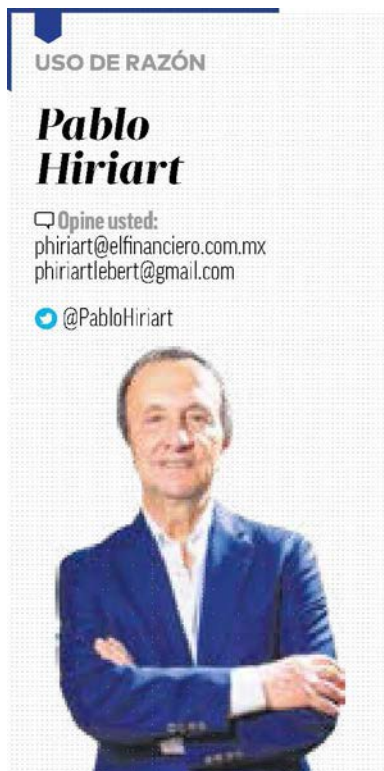 USO DE RAZÓN
Pablo
Hiriart
Opine usted:
phiriart@elfinanciero.com.mx
phiriartlebert@gmail.com
@PabloHiriart